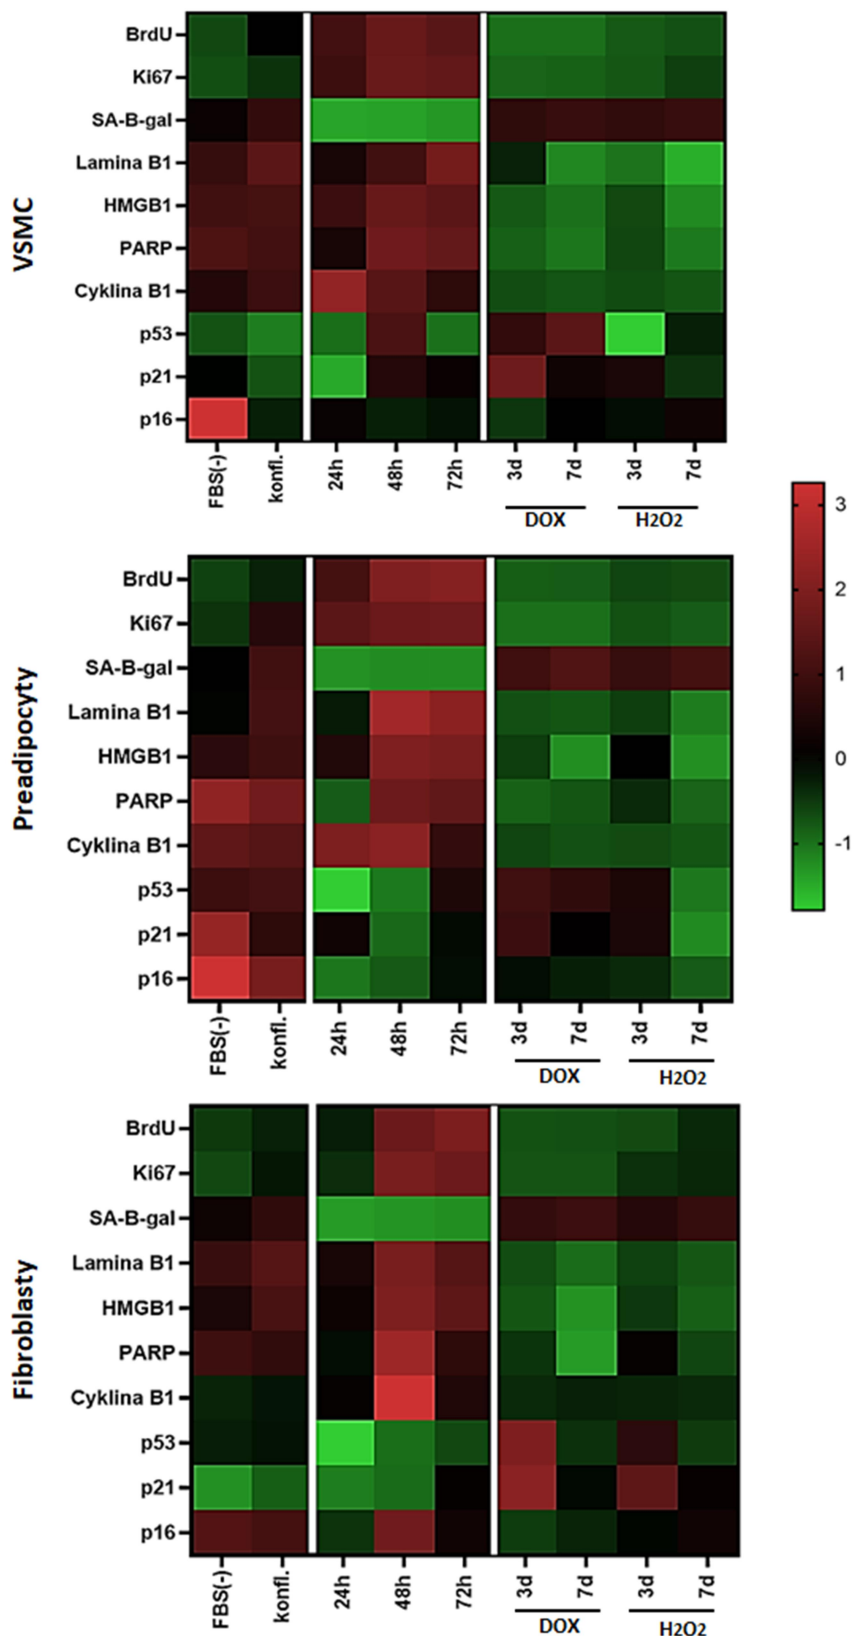 VSMC
BrdU
Ki67
SA-B-gal
Lamina B1
HMGB1
PARP
Cyklina B1
p53
p21
p16
FBS(-) konfl. 24h 48h 72h 3d 7d 3d 7d
DOX H2O2
3
2
1
0
-1
Preadipocyty
BrdU
Ki67
SA-B-gal
Lamina B1
HMGB1
PARP
Cyklina B1
p53
p21
p16
FBS(-) konfl. 24h 48h 72h 3d 7d 3d 7d
DOX H2O2
Fibroblasty
BrdU
Ki67
SA-B-gal
Lamina B1
HMGB1
PARP
Cyklina B1
p53
p21
p16
FBS(-) konfl. 24h 48h 72h 3d 7d 3d 7d
DOX H2O2